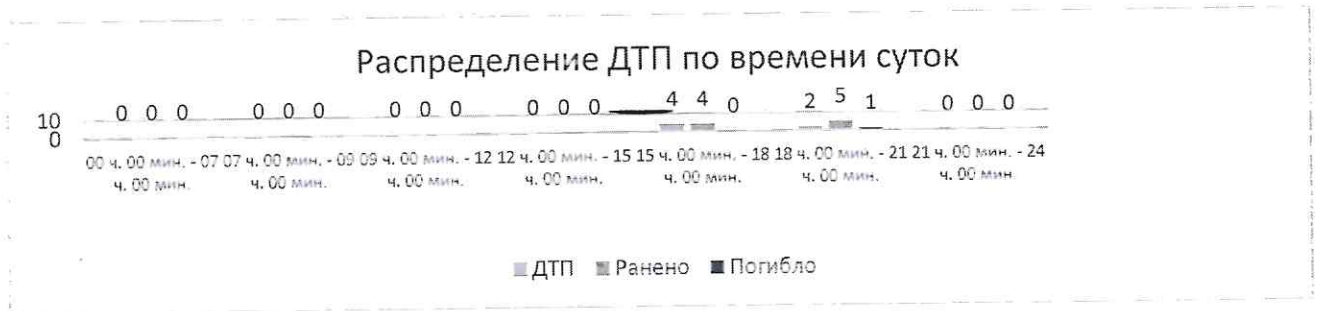 Распределение ДТП по времени суток
0 0 0 0 0 0 0 0 0 0 0 0 4 4 0 2 5 1 0 0 0
10
0
00 ч. 00 мин. - 07 07 ч. 00 мин. - 09 09 ч. 00 мин. - 12 12 ч. 00 мин. - 15 15 ч. 00 мин. - 18 18 ч. 00 мин. - 21 21 ч. 00 мин. - 24
ч. 00 мин. ч. 00 мин. ч. 00 мин. ч. 00 мин. ч. 00 мин. ч. 00 мин. ч. 00 мин.
ДТП Ранено Погибло